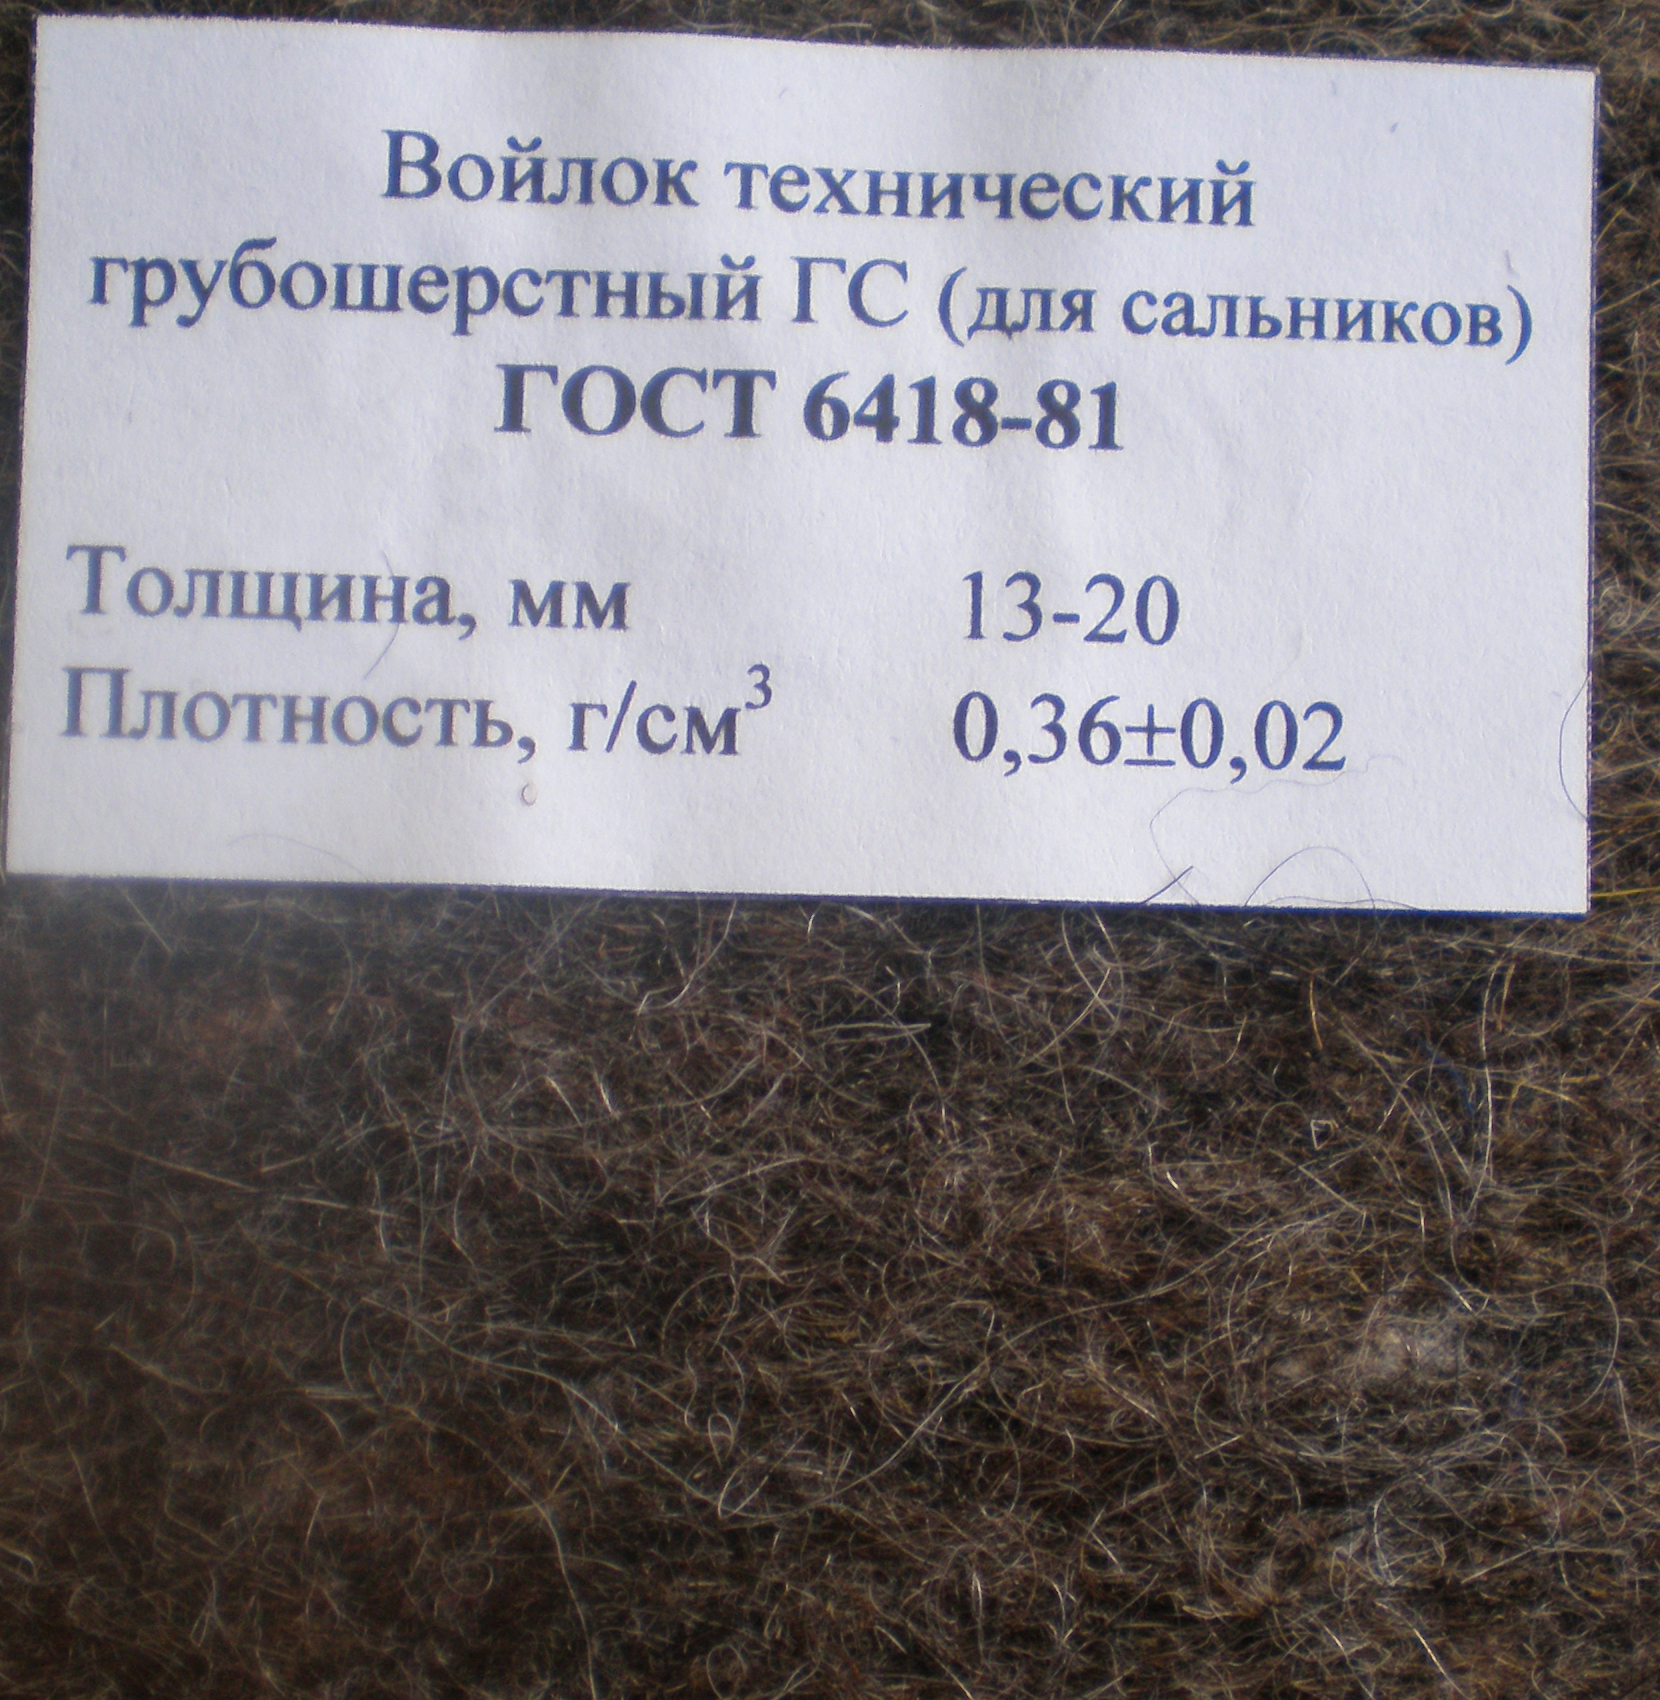 Войлок технический
грубошерстный ГС (для сальников)
ГОСТ 6418-81
Толщина, мм 13-20
Плотность, г/см³ 0,36±0,02